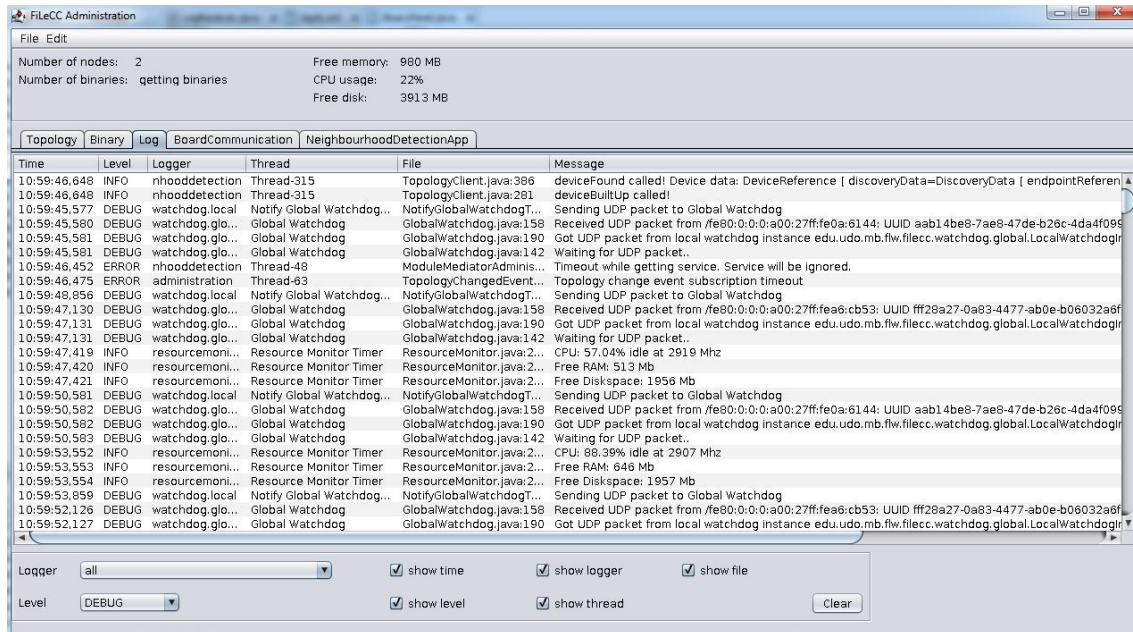 FiLeCC Administration
File Edit
Number of nodes: 2 Free memory: 980 MB
Number of binaries: getting binaries CPU usage: 22%
Free disk: 3913 MB
Topology Binary Log BoardCommunication NeighbourhoodDetectionApp
Time Level Logger Thread File Message
10:59:46,648 INFO nhooddetection Thread-315 TopologyClient.java:386 deviceFound called! Device data: DeviceReference [ discoveryData=DiscoveryData [ endpointReferen
10:59:46,648 INFO nhooddetection Thread-315 TopologyClient.java:281 deviceBuiltUp called!
10:59:45,577 DEBUG watchdog.local Notify Global Watchdog... NotifyGlobalWatchdogT... Sending UDP packet to Global Watchdog
10:59:45,580 DEBUG watchdog.glo... Global Watchdog GlobalWatchdog.java:158 Received UDP packet from /fe80:0:0:0:a00:27ff:fe0a:6144: UUID aab14be8-7ae8-47de-b26c-4da4f099
10:59:45,581 DEBUG watchdog.glo... Global Watchdog GlobalWatchdog.java:190 Got UDP packet from local watchdog instance edu.udo.mb.flw.filecc.watchdog.global.LocalWatchdogIn
10:59:45,581 DEBUG watchdog.glo... Global Watchdog GlobalWatchdog.java:142 Waiting for UDP packet..
10:59:46,452 ERROR nhooddetection Thread-48 ModuleMediatorAdminis... Timeout while getting service. Service will be ignored.
10:59:46,475 ERROR administration Thread-63 TopologyChangedEvent... Topology change event subscription timeout
10:59:48,856 DEBUG watchdog.local Notify Global Watchdog... NotifyGlobalWatchdogT... Sending UDP packet to Global Watchdog
10:59:47,130 DEBUG watchdog.glo... Global Watchdog GlobalWatchdog.java:158 Received UDP packet from /fe80:0:0:0:a00:27ff:fea6:cb53: UUID fff28a27-0a83-4477-ab0e-b06032a6f
10:59:47,131 DEBUG watchdog.glo... Global Watchdog GlobalWatchdog.java:190 Got UDP packet from local watchdog instance edu.udo.mb.flw.filecc.watchdog.global.LocalWatchdogIn
10:59:47,131 DEBUG watchdog.glo... Global Watchdog GlobalWatchdog.java:142 Waiting for UDP packet..
10:59:47,419 INFO resourcemoni... Resource Monitor Timer ResourceMonitor.java:2... CPU: 57.04% idle at 2919 Mhz
10:59:47,420 INFO resourcemoni... Resource Monitor Timer ResourceMonitor.java:2... Free RAM: 513 Mb
10:59:47,421 INFO resourcemoni... Resource Monitor Timer ResourceMonitor.java:2... Free Diskspace: 1956 Mb
10:59:50,581 DEBUG watchdog.local Notify Global Watchdog... NotifyGlobalWatchdogT... Sending UDP packet to Global Watchdog
10:59:50,582 DEBUG watchdog.glo... Global Watchdog GlobalWatchdog.java:158 Received UDP packet from /fe80:0:0:0:a00:27ff:fe0a:6144: UUID aab14be8-7ae8-47de-b26c-4da4f099
10:59:50,582 DEBUG watchdog.glo... Global Watchdog GlobalWatchdog.java:190 Got UDP packet from local watchdog instance edu.udo.mb.flw.filecc.watchdog.global.LocalWatchdogIn
10:59:50,583 DEBUG watchdog.glo... Global Watchdog GlobalWatchdog.java:142 Waiting for UDP packet..
10:59:53,552 INFO resourcemoni... Resource Monitor Timer ResourceMonitor.java:2... CPU: 88.39% idle at 2907 Mhz
10:59:53,553 INFO resourcemoni... Resource Monitor Timer ResourceMonitor.java:2... Free RAM: 646 Mb
10:59:53,554 INFO resourcemoni... Resource Monitor Timer ResourceMonitor.java:2... Free Diskspace: 1957 Mb
10:59:53,859 DEBUG watchdog.local Notify Global Watchdog... NotifyGlobalWatchdogT... Sending UDP packet to Global Watchdog
10:59:52,126 DEBUG watchdog.glo... Global Watchdog GlobalWatchdog.java:158 Received UDP packet from /fe80:0:0:0:a00:27ff:fea6:cb53: UUID fff28a27-0a83-4477-ab0e-b06032a6f
10:59:52,127 DEBUG watchdog.glo... Global Watchdog GlobalWatchdog.java:190 Got UDP packet from local watchdog instance edu.udo.mb.flw.filecc.watchdog.global.LocalWatchdogIn
Logger all show time show logger show file
Level DEBUG show level show thread Clear